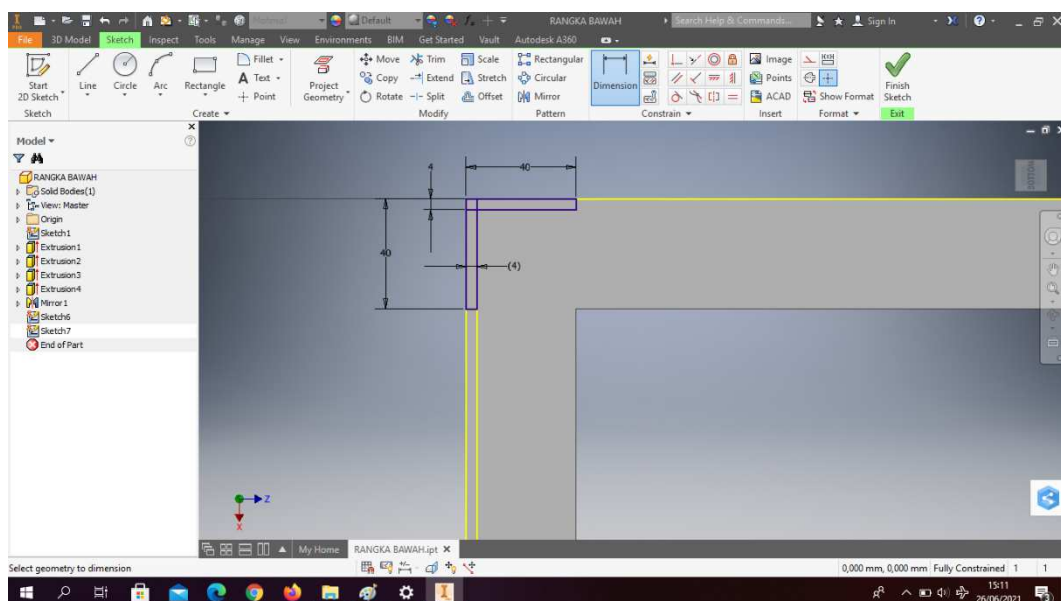 Material
Default
RANGKA BAWAH
Search Help & Commands...
Sign In
File 3D Model Sketch Inspect Tools Manage View Environments BIM Get Started Vault Autodesk A360
Start 2D Sketch
Line
Circle
Arc
Rectangle
Fillet
Text
Point
Project Geometry
Move Trim Scale
Copy Extend Stretch
Rotate Split Offset
Rectangular
Circular
Mirror
Dimension
Image
Points
ACAD
Show Format
Finish Sketch
Sketch Create Modify Pattern Constrain Insert Format Exit
Model
RANGKA BAWAH
Solid Bodies(1)
View: Master
Origin
Sketch1
Extrusion1
Extrusion2
Extrusion3
Extrusion4
Mirror1
Sketch6
Sketch7
End of Part
4
40
40
(4)
BOTTOM
Z
X
My Home RANGKA BAWAH.ipt
Select geometry to dimension
0,000 mm, 0,000 mm Fully Constrained 1 1
15:11
26/06/2021